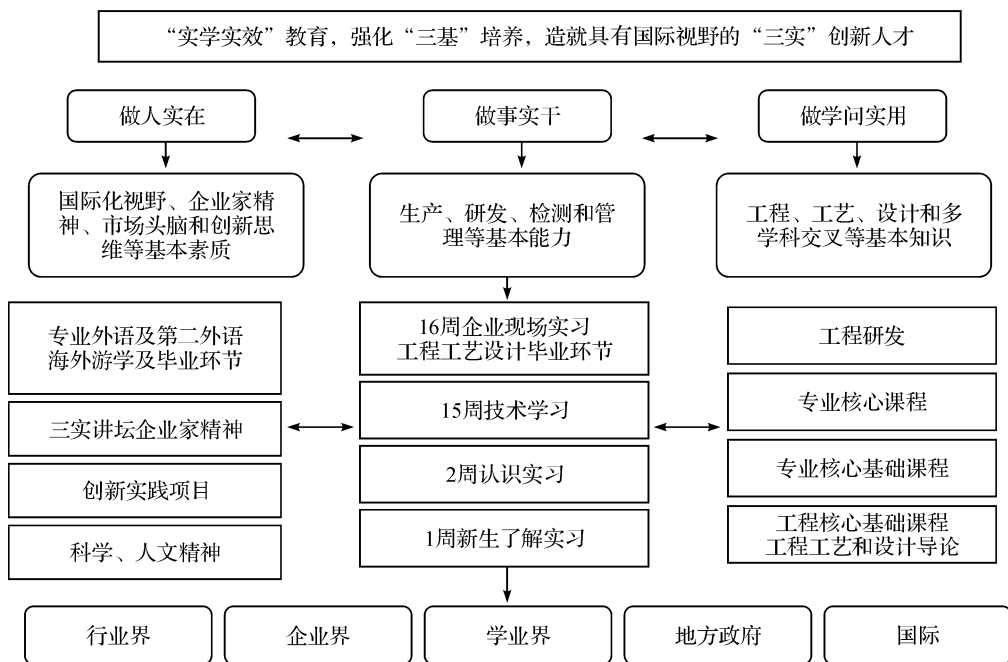 “实学实效”教育，强化“三基”培养，造就具有国际视野的“三实”创新人才
做人实在
做事实干
做学问实用
国际化视野、企业家精
神、市场头脑和创新思
维等基本素质
生产、研发、检测和管
理等基本能力
工程、工艺、设计和多
学科交叉等基本知识
专业外语及第二外语
海外游学及毕业环节
三实讲坛企业家精神
创新实践项目
科学、人文精神
16周企业现场实习
工程工艺设计毕业环节
15周技术学习
2周认识实习
1周新生了解实习
工程研发
专业核心课程
专业核心基础课程
工程核心基础课程
工程工艺和设计导论
行业界
企业界
学业界
地方政府
国际